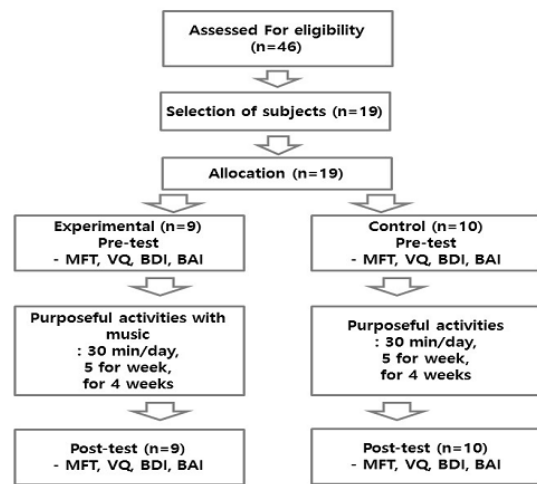 Assessed For eligibility
(n=46)
Selection of subjects (n=19)
Allocation (n=19)
Experimental (n=9)
Pre-test
- MFT, VQ, BDI, BAI
Control (n=10)
Pre-test
- MFT, VQ, BDI, BAI
Purposeful activities with
music
: 30 min/day,
5 for week,
for 4 weeks
Purposeful activities
: 30 min/day,
5 for week,
for 4 weeks
Post-test (n=9)
- MFT, VQ, BDI, BAI
Post-test (n=10)
- MFT, VQ, BDI, BAI